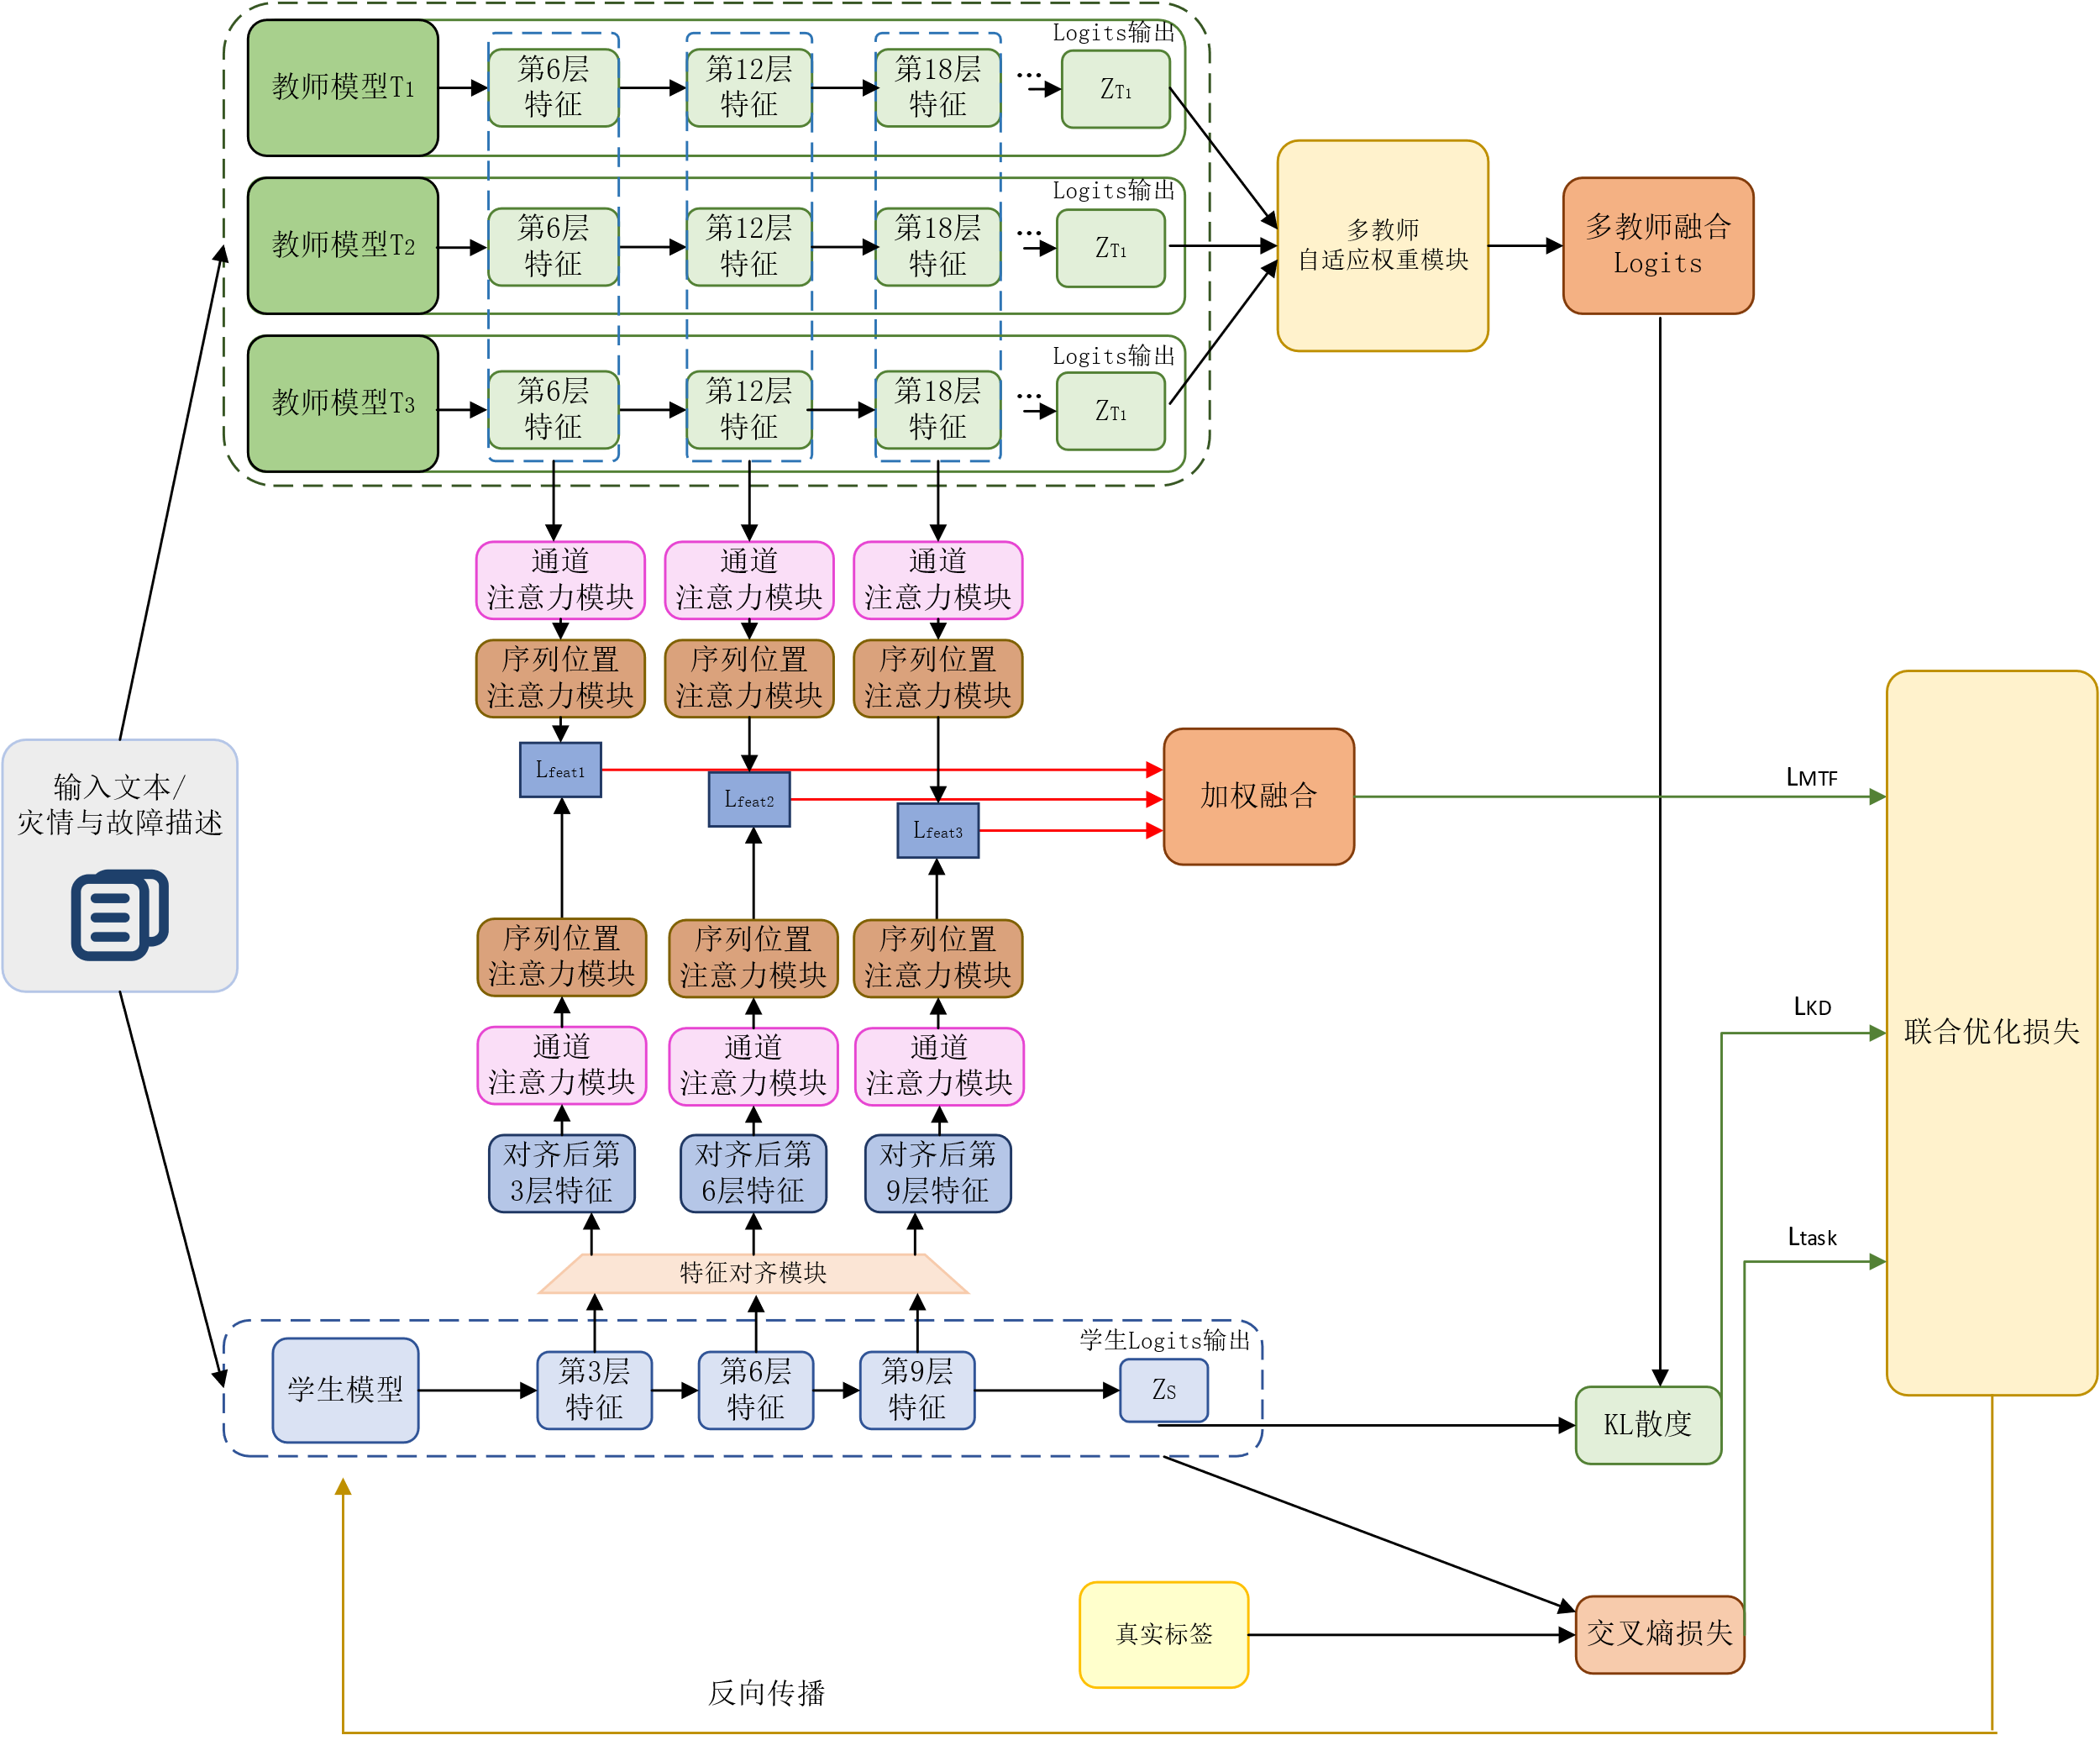 Logits输出
教师模型T1
第6层
特征
第12层
特征
第18层
特征
...
ZT1
Logits输出
教师模型T2
第6层
特征
第12层
特征
第18层
特征
...
ZT1
多教师
自适应权重模块
多教师融合
Logits
Logits输出
教师模型T3
第6层
特征
第12层
特征
第18层
特征
...
ZT1
通道
注意力模块
通道
注意力模块
通道
注意力模块
序列位置
注意力模块
序列位置
注意力模块
序列位置
注意力模块
输入文本/
灾情与故障描述
Lfeat1
Lfeat2
Lfeat3
加权融合
LMTF
序列位置
注意力模块
序列位置
注意力模块
序列位置
注意力模块
LKD
联合优化损失
通道
注意力模块
通道
注意力模块
通道
注意力模块
对齐后第
3层特征
对齐后第
6层特征
对齐后第
9层特征
Ltask
特征对齐模块
学生Logits输出
学生模型
第3层
特征
第6层
特征
第9层
特征
ZS
KL散度
真实标签
交叉熵损失
反向传播